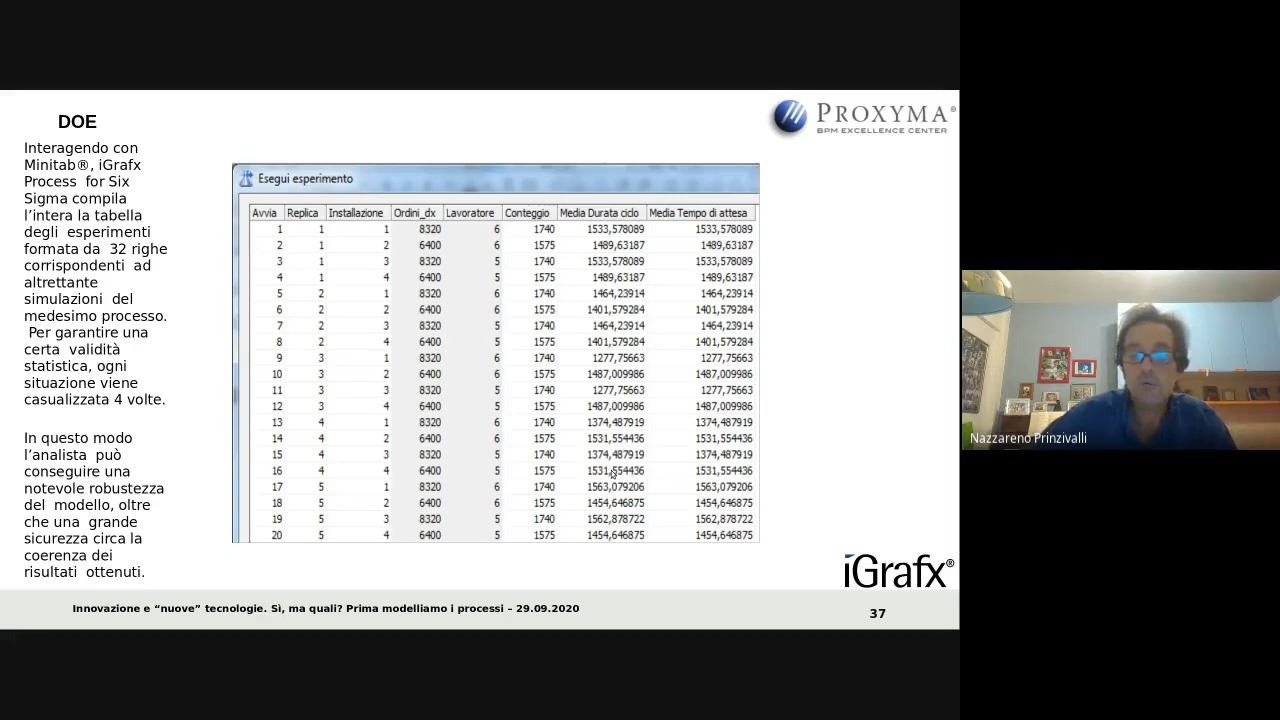 DOE
PROXYMA®
BPM EXCELLENCE CENTER
Interagendo con
Minitab®, iGrafx
Process for Six
Sigma compila
l’intera la tabella
degli esperimenti
formata da 32 righe
corrispondenti ad
altrettante
simulazioni del
medesimo processo.
Per garantire una
certa validità
statistica, ogni
situazione viene
casualizzata 4 volte.
In questo modo
l’analista può
conseguire una
notevole robustezza
del modello, oltre
che una grande
sicurezza circa la
coerenza dei
risultati ottenuti.
Esegui esperimento
Avvia Replica Installazione Ordini_dx Lavoratore Conteggio Media Durata ciclo Media Tempo di attesa
1 1 1 8320 6 1740 1533,578089 1533,578089
2 1 2 6400 6 1575 1489,63187 1489,63187
3 1 3 8320 5 1740 1533,578089 1533,578089
4 1 4 6400 5 1575 1489,63187 1489,63187
5 2 1 8320 6 1740 1464,23914 1464,23914
6 2 2 6400 6 1575 1401,579284 1401,579284
7 2 3 8320 5 1740 1464,23914 1464,23914
8 2 4 6400 5 1575 1401,579284 1401,579284
9 3 1 8320 6 1740 1277,75663 1277,75663
10 3 2 6400 6 1575 1487,009986 1487,009986
11 3 3 8320 5 1740 1277,75663 1277,75663
12 3 4 6400 5 1575 1487,009986 1487,009986
13 4 1 8320 6 1740 1374,487919 1374,487919
14 4 2 6400 6 1575 1531,554436 1531,554436
15 4 3 8320 5 1740 1374,487919 1374,487919
16 4 4 6400 5 1575 1531,554436 1531,554436
17 5 1 8320 6 1740 1563,079206 1563,079206
18 5 2 6400 6 1575 1454,646875 1454,646875
19 5 3 8320 5 1740 1562,878722 1562,878722
20 5 4 6400 5 1575 1454,646875 1454,646875
iGrafx®
Innovazione e “nuove” tecnologie. Sì, ma quali? Prima modelliamo i processi – 29.09.2020
37
Nazzareno Prinzivalli